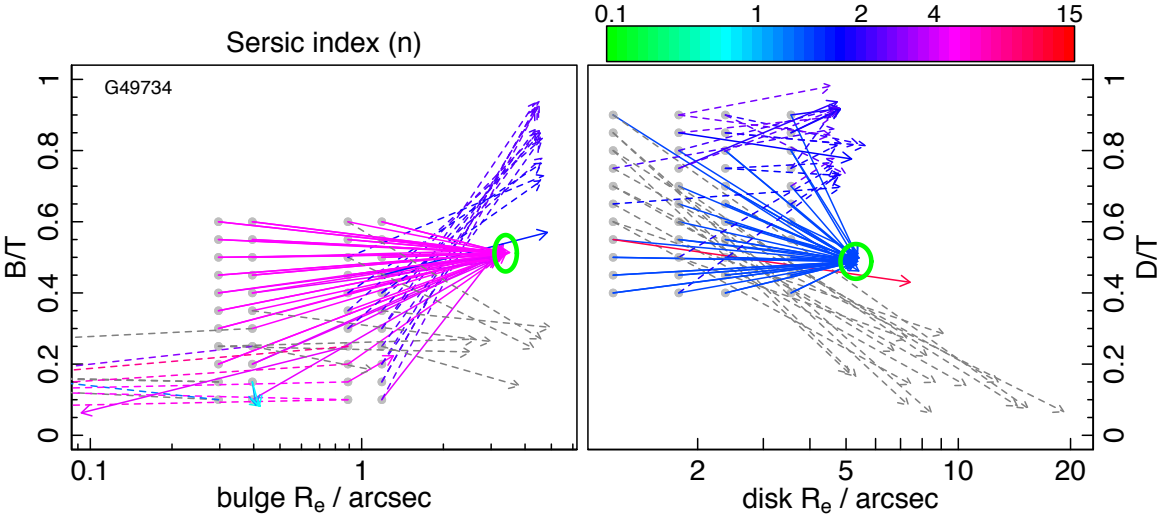 Sersic index (n)
0.1 1 2 4 15
G49734
B/T
0 0.2 0.4 0.6 0.8 1
0.1 1
bulge Re / arcsec
2 5 10 20
disk Re / arcsec
0 0.2 0.4 0.6 0.8 1
D/T